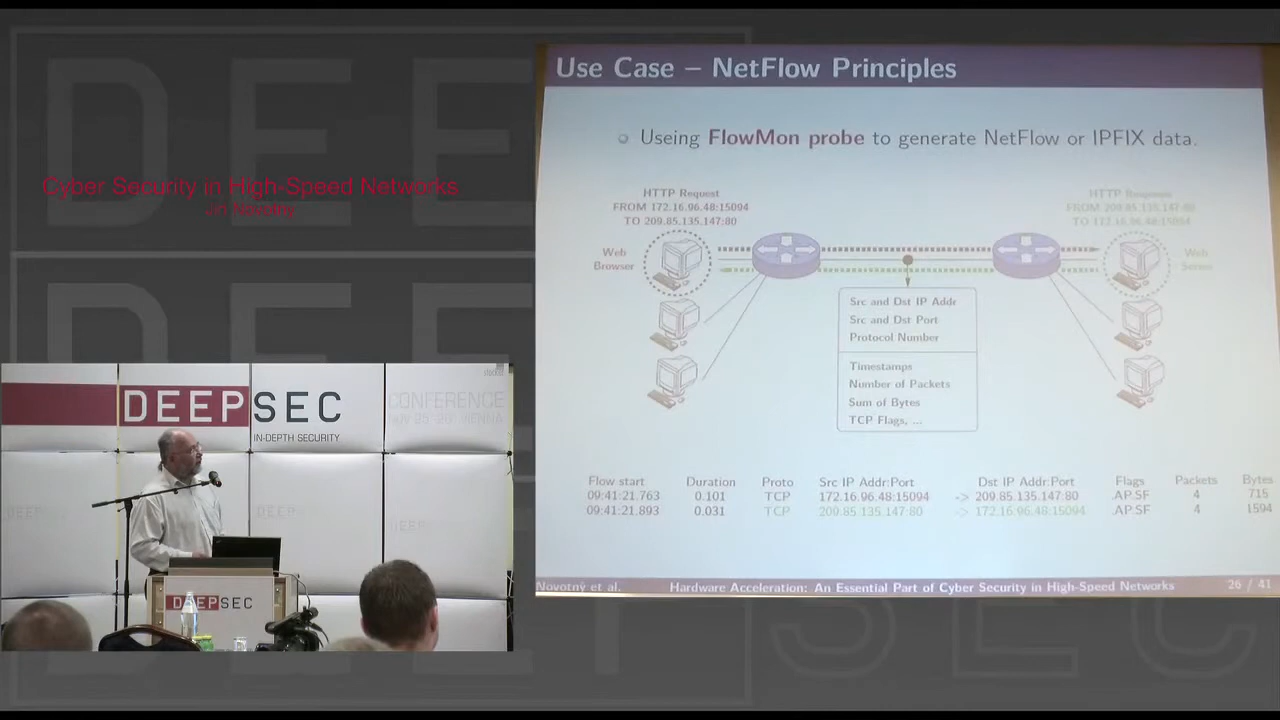 Cyber Security in High-Speed Networks
Jiri Novotny
DEEPSEC
IN-DEPTH SECURITY
CONFERENCE
NOV 23-26 VIENNA
DEEPSEC
Use Case – NetFlow Principles
Useing FlowMon probe to generate NetFlow or IPFIX data.
HTTP Request
FROM 172.16.96.48:15094
TO 209.85.135.147:80
HTTP Response
FROM 209.85.135.147:80
TO 172.16.96.48:15094
Web
Browser
Web
Server
Src and Dst IP Addr
Src and Dst Port
Protocol Number
Timestamps
Number of Packets
Sum of Bytes
TCP Flags, ...
Flow start Duration Proto Src IP Addr:Port Dst IP Addr:Port Flags Packets Bytes
09:41:21.763 0.101 TCP 172.16.96.48:15094 -> 209.85.135.147:80 .AP.SF 4 715
09:41:21.893 0.031 TCP 209.85.135.147:80 -> 172.16.96.48:15094 .AP.SF 4 1594
Novotný et al. Hardware Acceleration: An Essential Part of Cyber Security in High-Speed Networks 26 / 41